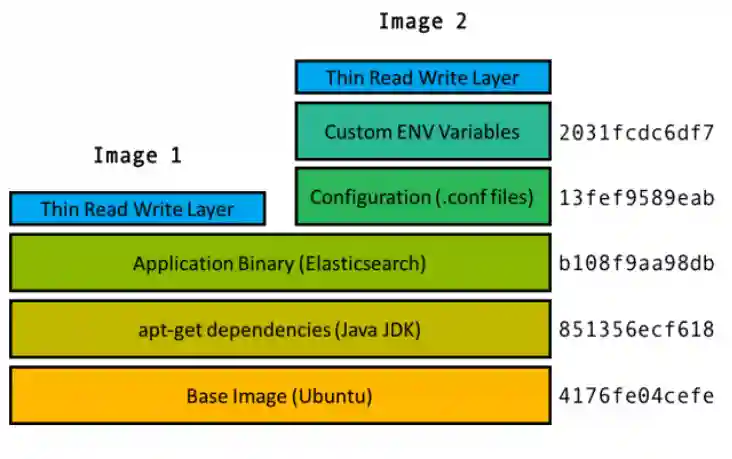 Image 2
Thin Read Write Layer
Custom ENV Variables 2031fcdc6df7
Image 1
Configuration (.conf files) 13fef9589eab
Thin Read Write Layer
Application Binary (Elasticsearch) b108f9aa98db
apt-get dependencies (Java JDK) 851356ecf618
Base Image (Ubuntu) 4176fe04cefe